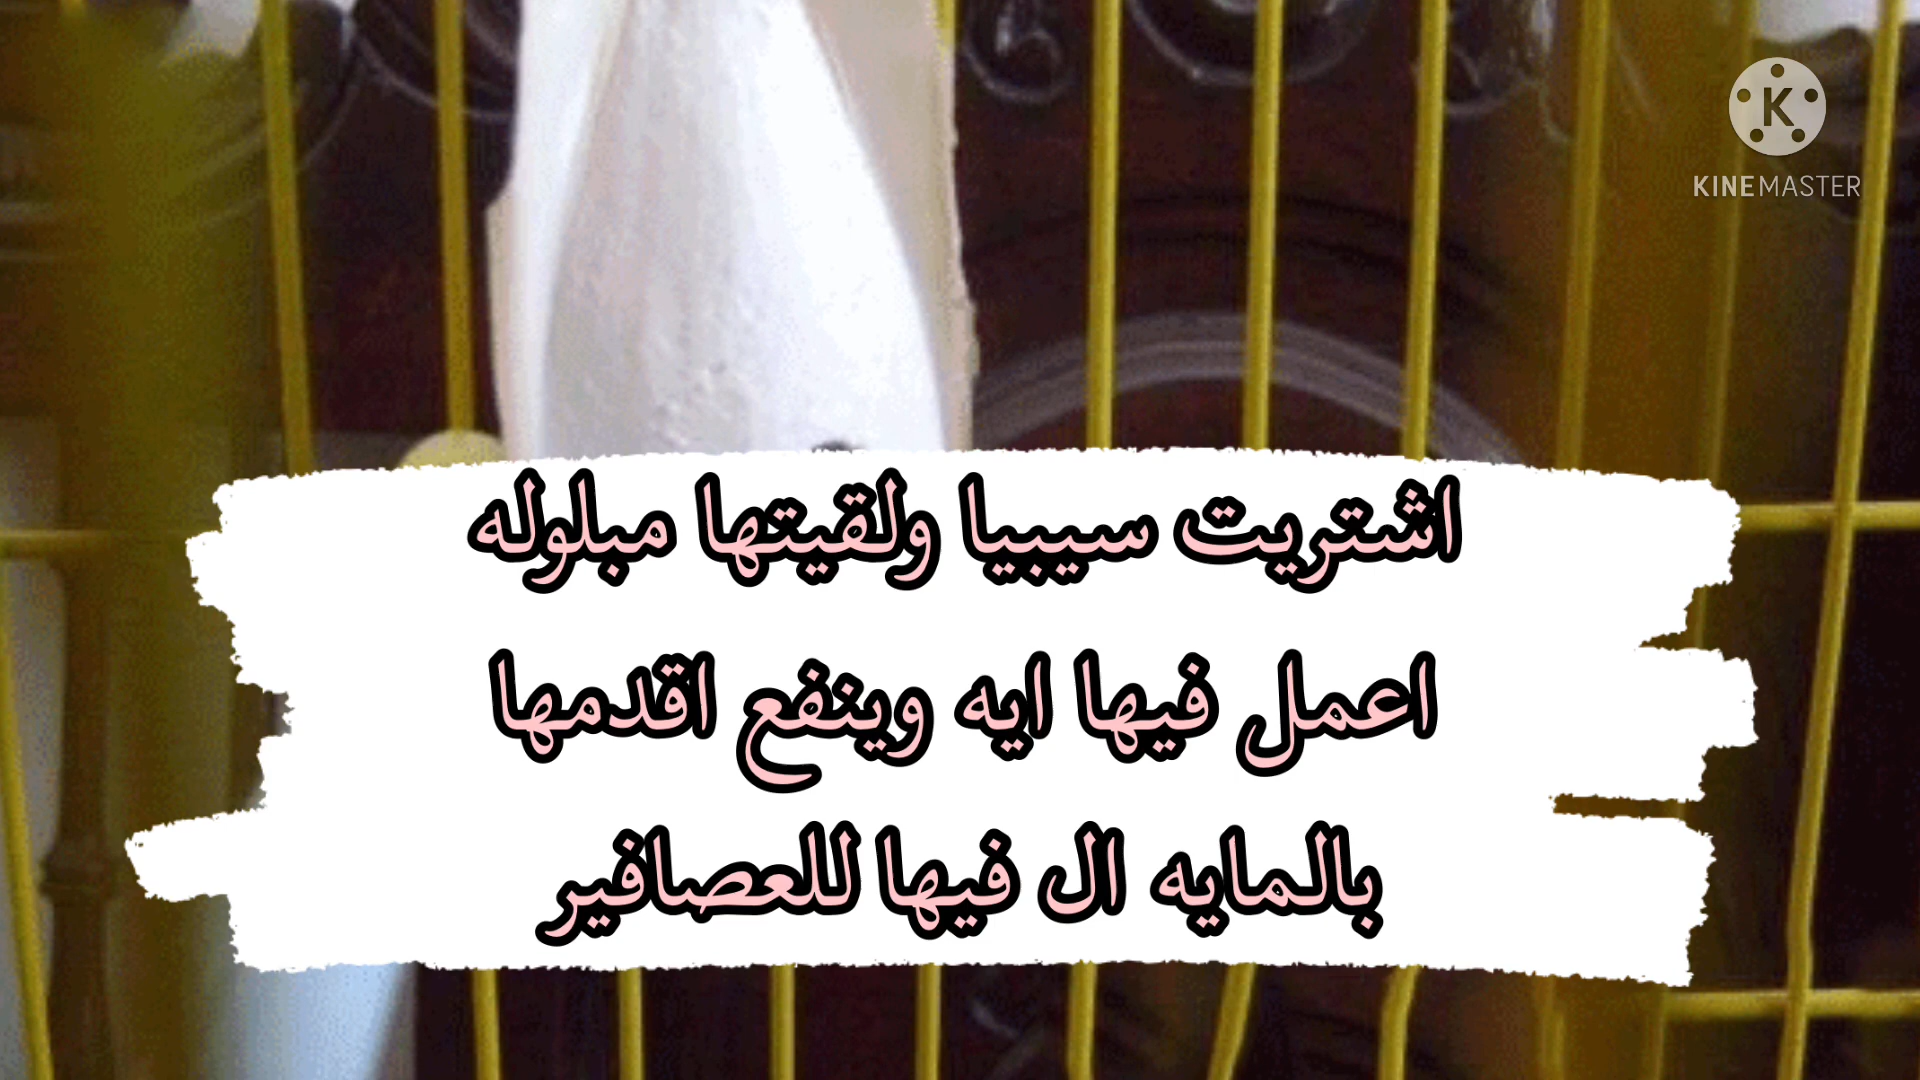 KINEMASTER
اشتريت سيبيا ولقيتها مبلوله
اعمل فيها ايه وينفع اقدمها
بالمايه ال فيها للعصافير